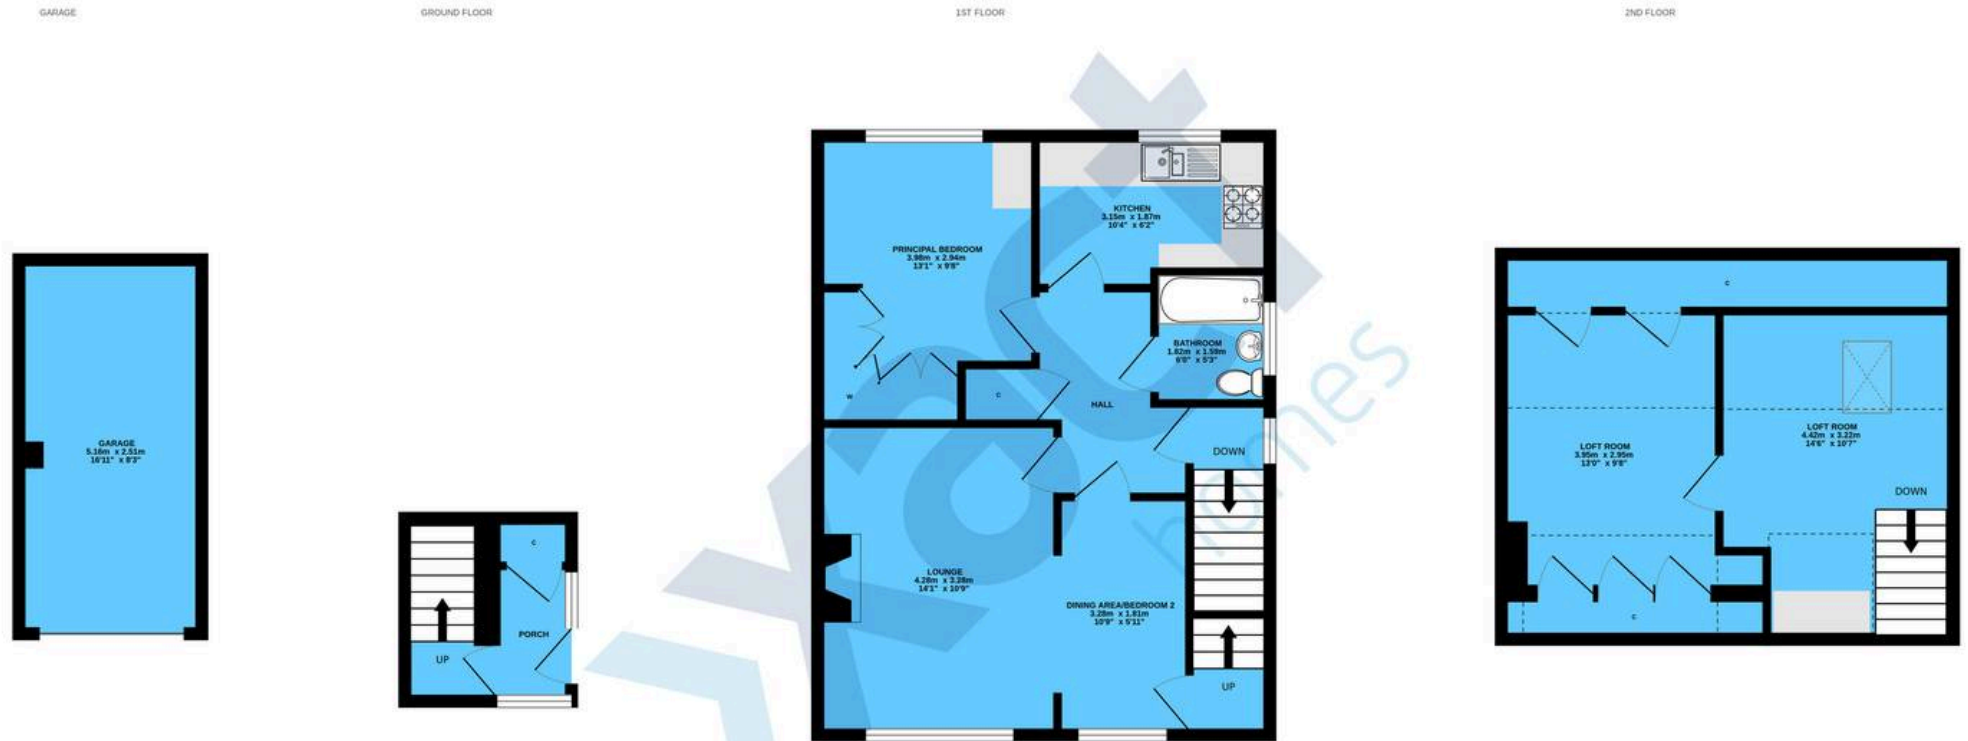 GARAGE
GROUND FLOOR
1ST FLOOR
2ND FLOOR
GARAGE
5.16m x 2.51m
16'11" x 8'3"
C
PORCH
UP
PRINCIPAL BEDROOM
3.98m x 2.94m
13'1" x 9'8"
KITCHEN
3.15m x 1.87m
10'4" x 6'2"
BATHROOM
1.82m x 1.59m
6'0" x 5'3"
W
C
HALL
DOWN
LOUNGE
4.28m x 3.28m
14'1" x 10'9"
DINING AREA/BEDROOM 2
3.28m x 1.81m
10'9" x 5'11"
UP
C
LOFT ROOM
3.95m x 2.95m
13'0" x 9'8"
LOFT ROOM
4.42m x 3.22m
14'6" x 10'7"
DOWN
C
xact
homes